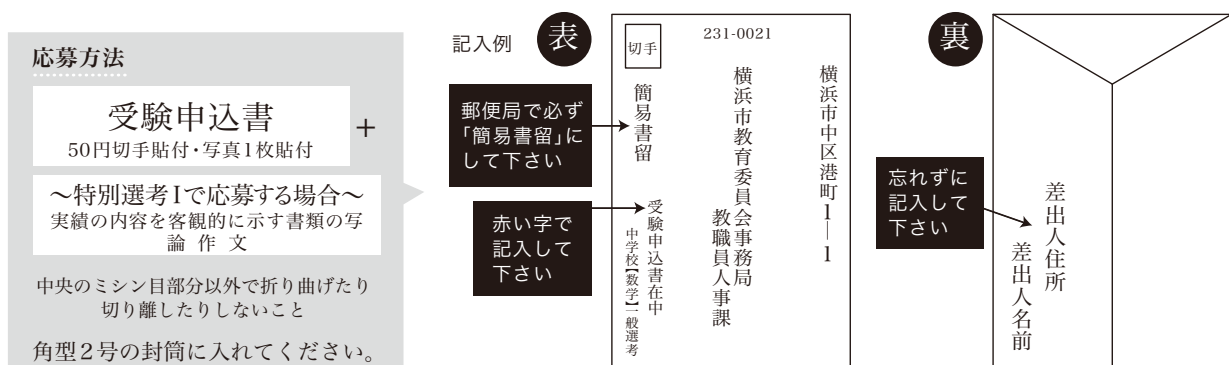 応募方法
受験申込書
50円切手貼付・写真1枚貼付
+
～特別選考Iで応募する場合～
実績の内容を客観的に示す書類の写
論 作 文
中央のミシン目部分以外で折り曲げたり
切り離したりしないこと
角型2号の封筒に入れてください。
記入例
表
郵便局で必ず
「簡易書留」に
して下さい
赤い字で
記入して
下さい
切手
231-0021
横浜市中区港町1―1
横浜市教育委員会事務局
教職員人事課
簡易書留
受験申込書在中
中学校【数学】一般選考
裏
忘れずに
記入して
下さい
差出人住所
差出人名前